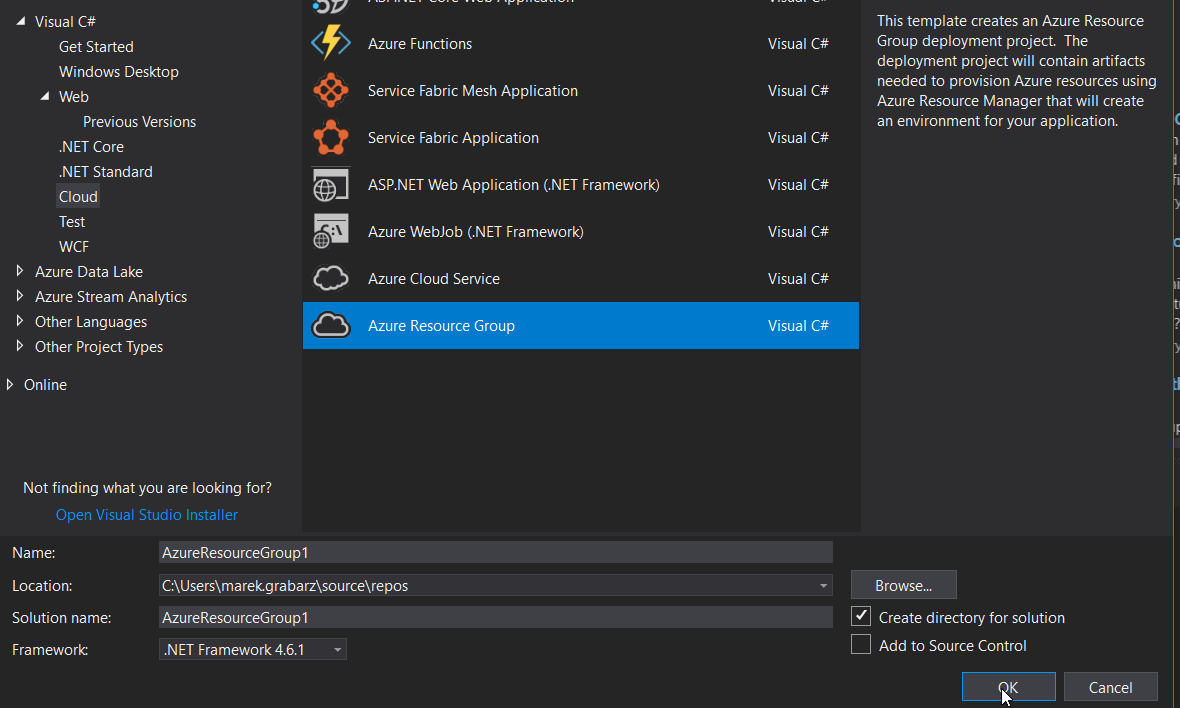 Visual C#
Get Started
Windows Desktop
Web
Previous Versions
.NET Core
.NET Standard
Cloud
Test
WCF
Azure Data Lake
Azure Stream Analytics
Other Languages
Other Project Types
Online
Not finding what you are looking for?
Open Visual Studio Installer
ASP.NET Core Web Application Visual C#
Azure Functions Visual C#
Service Fabric Mesh Application Visual C#
Service Fabric Application Visual C#
ASP.NET Web Application (.NET Framework) Visual C#
Azure WebJob (.NET Framework) Visual C#
Azure Cloud Service Visual C#
Azure Resource Group Visual C#
This template creates an Azure Resource
Group deployment project. The
deployment project will contain artifacts
needed to provision Azure resources using
Azure Resource Manager that will create
an environment for your application.
Name: AzureResourceGroup1
Location: C:\Users\marek.grabarz\source\repos Browse...
Solution name: AzureResourceGroup1 Create directory for solution
Framework: .NET Framework 4.6.1 Add to Source Control
OK Cancel